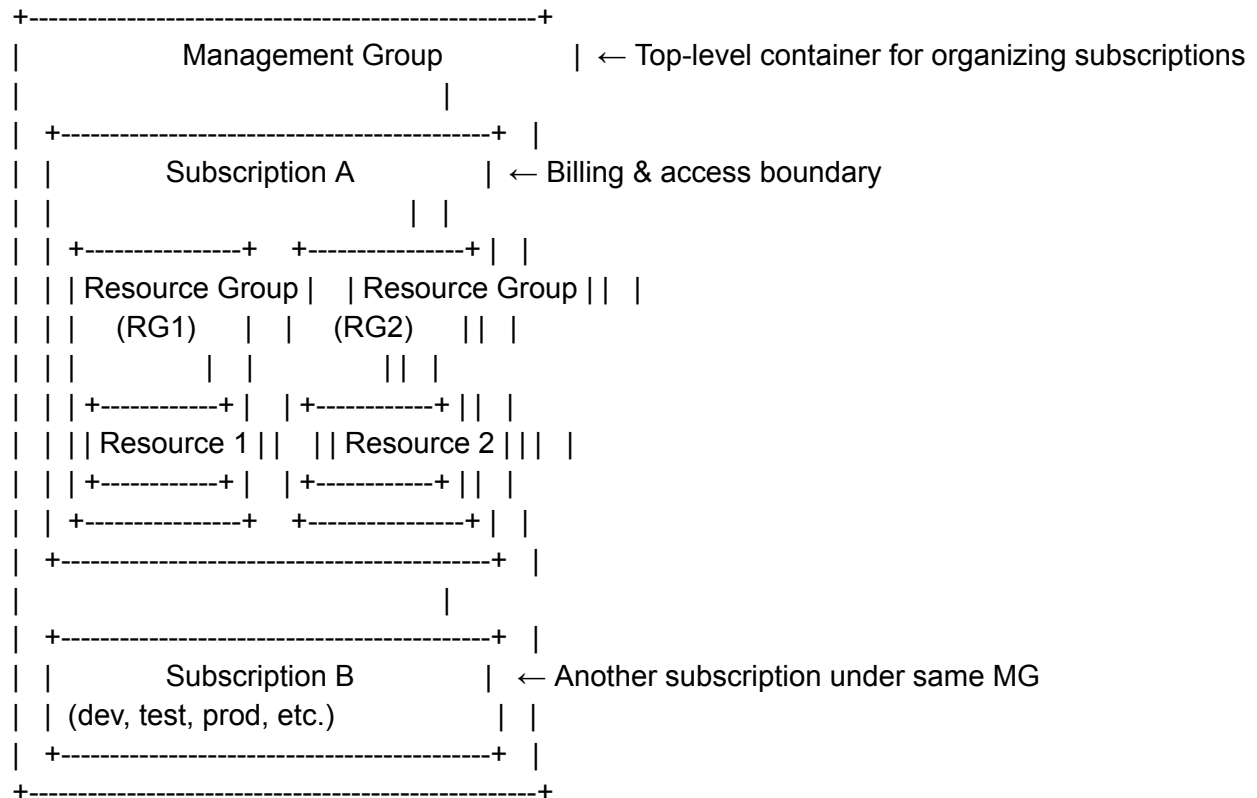 +----------------------------------------------------+
| Management Group | ← Top-level container for organizing subscriptions
| |
| +--------------------------------------------+ |
| | Subscription A | ← Billing & access boundary
| | | |
| | +----------------+ +----------------+ | |
| | | Resource Group | | Resource Group | | |
| | | (RG1) | | (RG2) | | |
| | | | | | | |
| | | +------------+ | | +------------+ | | |
| | | | Resource 1 | | | | Resource 2 | | | |
| | | +------------+ | | +------------+ | | |
| | +----------------+ +----------------+ | |
| +--------------------------------------------+ |
| |
| +--------------------------------------------+ |
| | Subscription B | ← Another subscription under same MG
| | (dev, test, prod, etc.) | |
| +--------------------------------------------+ |
+----------------------------------------------------+